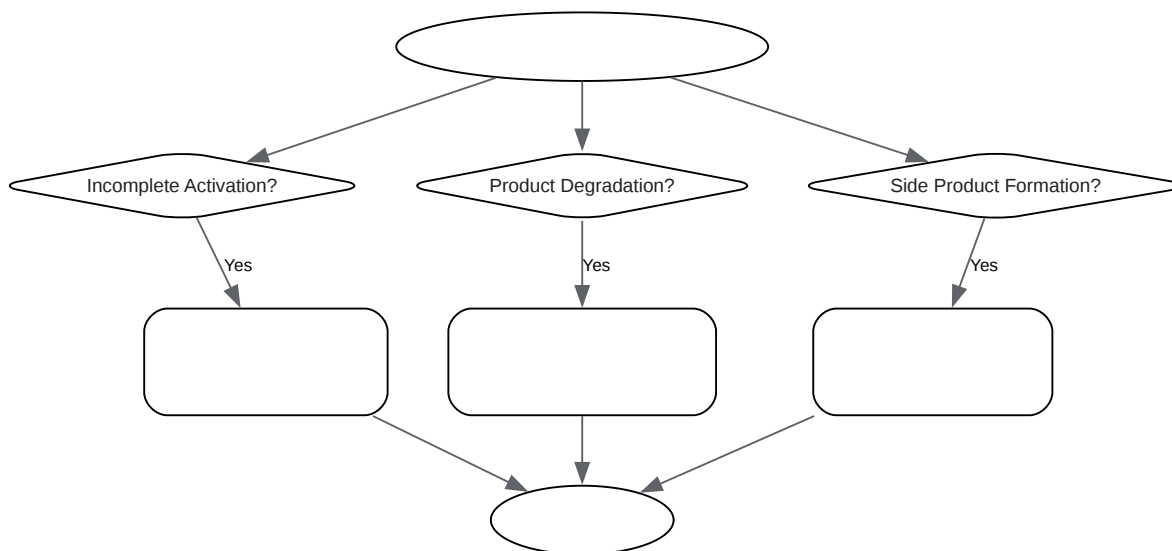 Incomplete Activation?
Product Degradation?
Side Product Formation?
Yes
Yes
Yes